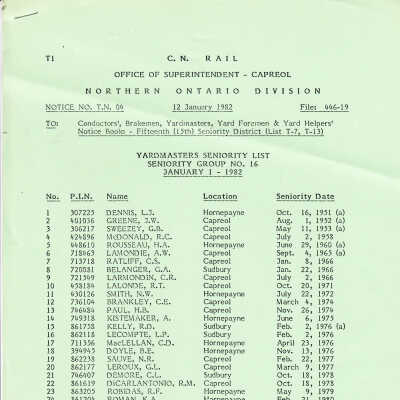 T1 C.N. RAIL
OFFICE OF SUPERINTENDENT - CAPREOL
NORTHERN ONTARIO DIVISION
NOTICE NO. T.N. 04 12 January 1982 File: 446-19
TO: Conductors', Brakemen, Yardmasters, Yard Foremen & Yard Helpers'
Notice Books - Fifteenth (15th) Seniority District (List T-7, T-13)
YARDMASTERS SENIORITY LIST
SENIORITY GROUP NO. 16
JANUARY 1 - 1982
No. P.I.N. Name Location Seniority Date
1 307225 DENNIS, L.J. Hornepayne Oct. 16, 1951 (a)
2 401036 GREENE, J.W. Capreol Aug. 1, 1952 (a)
3 306217 SWEEZEY, G.B. Capreol May 11, 1953 (a)
4 424896 McDONALD, R.C. Capreol July 2, 1958
5 448610 ROUSSEAU, H.A. Hornepayne June 29, 1960 (a)
6 718463 LAMONDIE, A.W. Capreol Sept. 4, 1963 (a)
7 713718 RATLIFF, C.S. Capreol Jan. 8, 1966
8 720581 BELANGER, G.A. Sudbury Jan. 22, 1966
9 721549 LARMONDIN, C.R. Capreol July 2, 1966
10 458184 LALONDE, R.T. Capreol Oct. 20, 1971
11 430126 SMITH, N.W. Hornepayne July 22, 1972
12 736104 BRANKLEY, C.E. Capreol March 4, 1974
13 746484 PAUL, H.B. Capreol Nov. 26, 1974
14 749318 KISTEMAKER, A. Hornepayne June 6, 1975
15 861738 KELLY, R.D. Sudbury Feb. 2, 1976 (a)
16 862118 LECOMPTE, L.P. Sudbury Feb. 2, 1976
17 711356 MacLELLAN, C.D. Hornepayne April 23, 1976
18 394945 DOYLE, B.E. Hornepayne Nov. 13, 1976
19 862238 SAUVE, N.R. Capreol Feb. 22, 1977
20 862177 LEROUX, G.L. Capreol March 9, 1977
21 746407 DEMORE, C.L. Sudbury Oct. 18, 1978
22 861619 DiCARLANTONIO, R.M. Capreol Oct. 18, 1978
23 863205 ROBIDAS, R.F. Hornepayne May 9, 1979